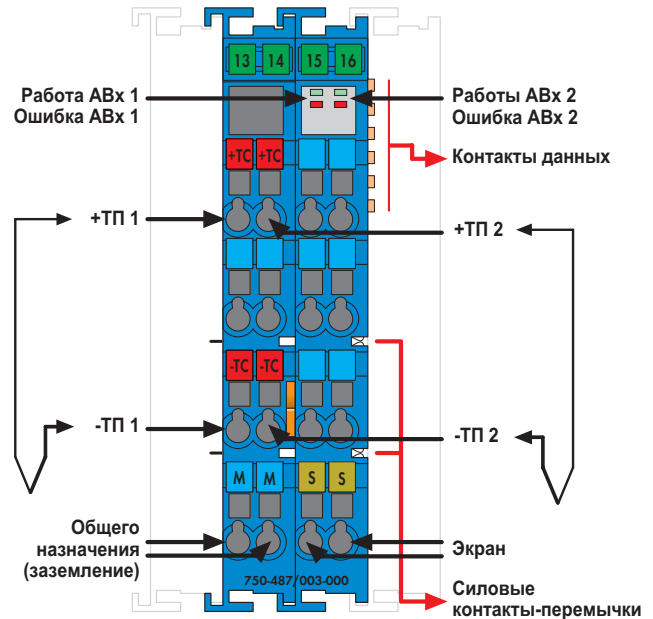 13 14 15 16
Работа АВх 1
Ошибка АВх 1
Работы АВх 2
Ошибка АВх 2
+TC +TC
Контакты данных
+ТП 1
+ТП 2
-TC -TC
-ТП 1
-ТП 2
M M S S
Общего
назначения
(заземление)
Экран
750-487/003-000
Силовые
контакты-перемычки